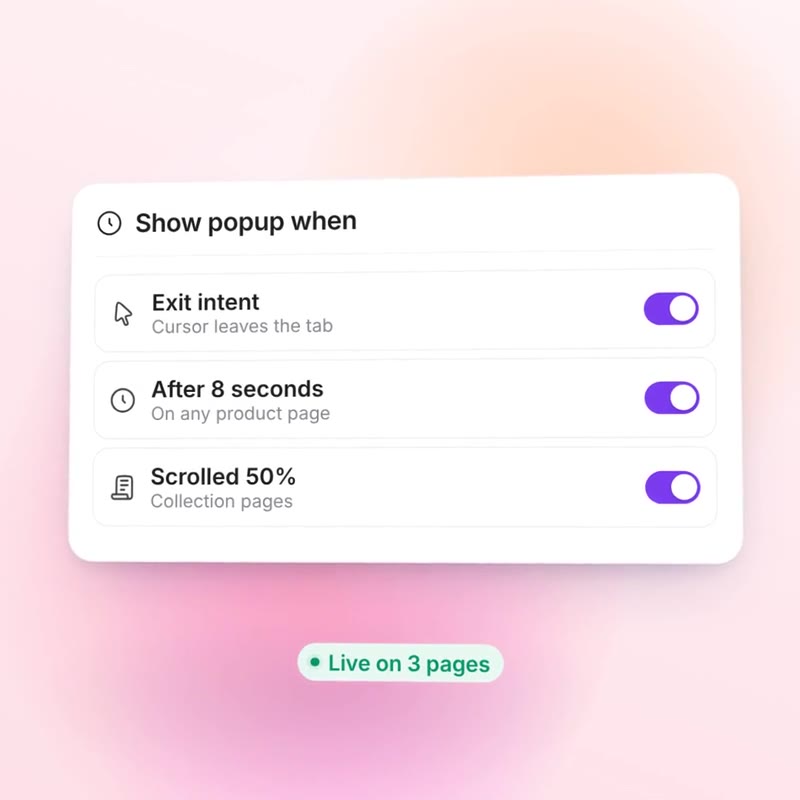 Show popup when
Exit intent
Cursor leaves the tab
After 8 seconds
On any product page
Scrolled 50%
Collection pages
Live on 3 pages